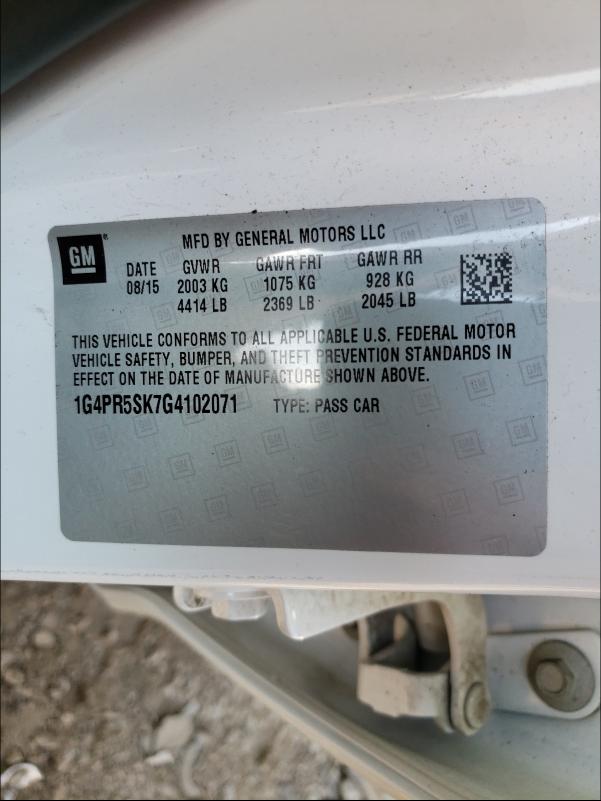 GM
MFD BY GENERAL MOTORS LLC
DATE GVWR GAWR FRT GAWR RR
08/15 2003 KG 1075 KG 928 KG
4414 LB 2369 LB 2045 LB
THIS VEHICLE CONFORMS TO ALL APPLICABLE U.S. FEDERAL MOTOR
VEHICLE SAFETY, BUMPER, AND THEFT PREVENTION STANDARDS IN
EFFECT ON THE DATE OF MANUFACTURE SHOWN ABOVE.
1G4PR5SK7G4102071 TYPE: PASS CAR